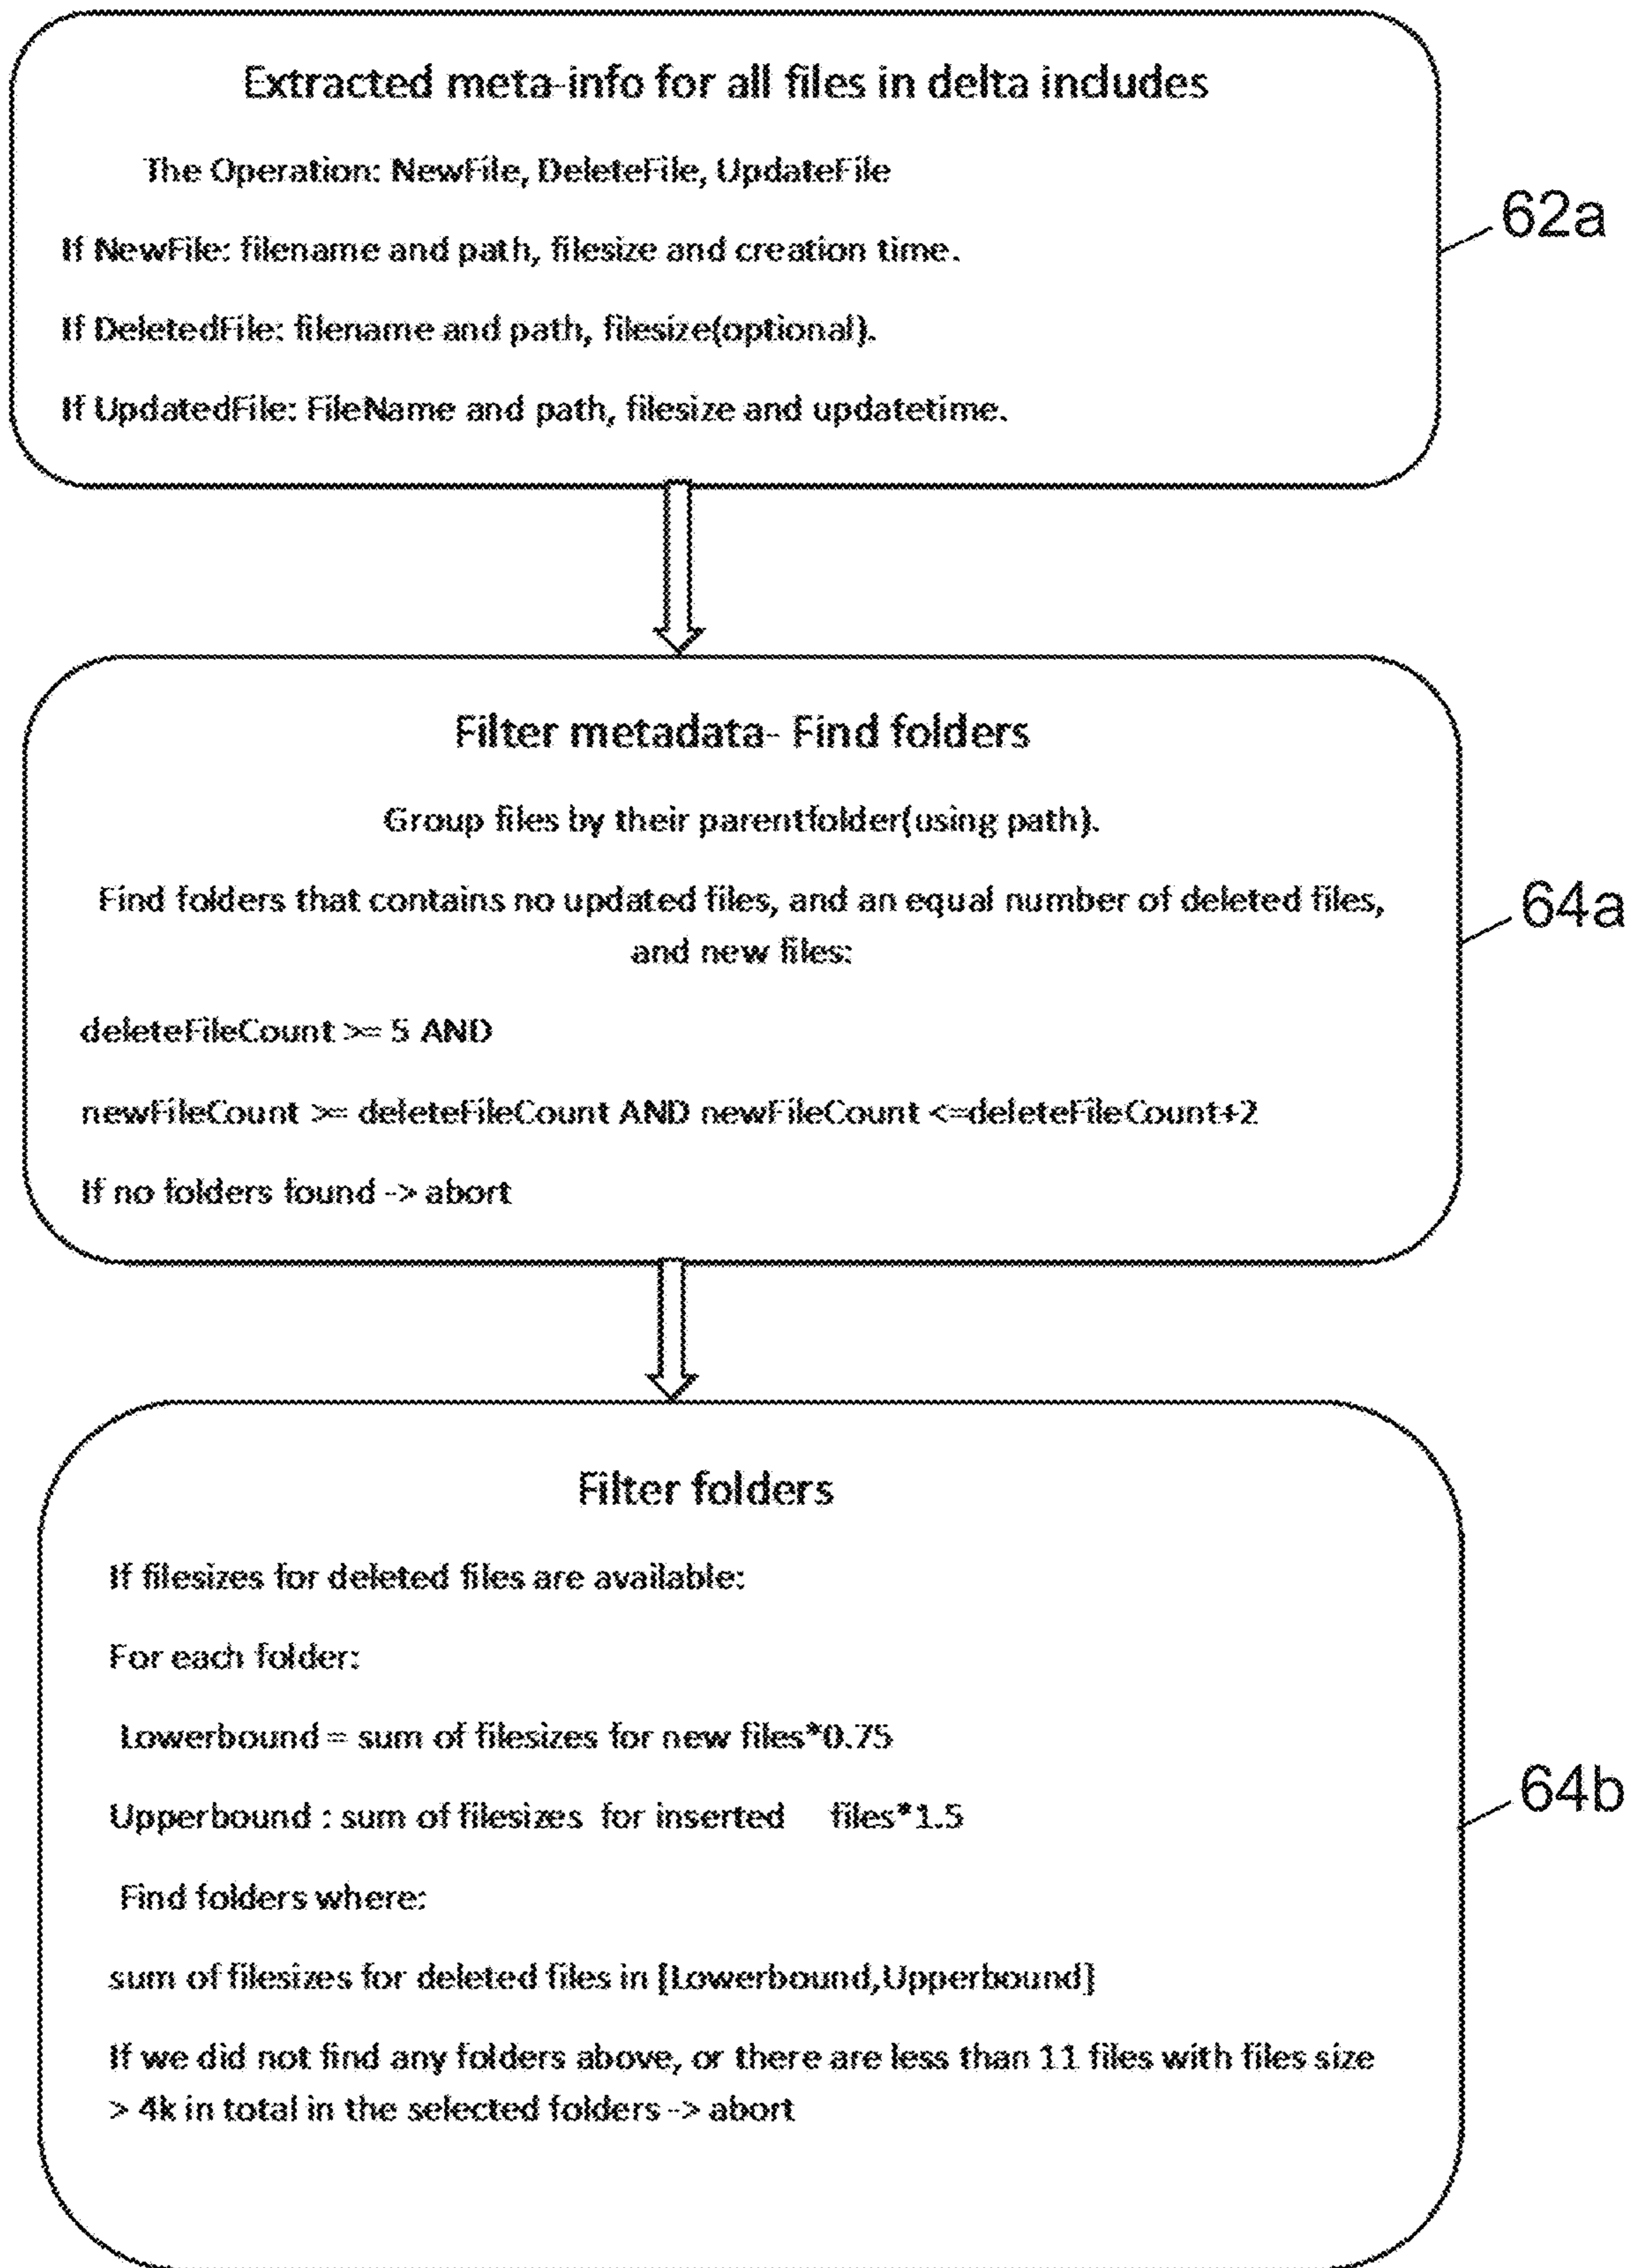 Extracted meta-info for all files in delta includes
The Operation: NewFile, DeleteFile, UpdateFile
If NewFile: filename and path, filesize and creation time.
If DeletedFile: filename and path, filesize(optional).
If UpdatedFile: FileName and path, filesize and updatetime.
62a
Filter metadata- Find folders
Group files by their parentfolder(using path).
Find folders that contains no updated files, and an equal number of deleted files,
and new files:
deleteFileCount >= 5 AND
newFileCount >= deleteFileCount AND newFileCount <=deleteFileCount+2
If no folders found -> abort
64a
Filter folders
If filesizes for deleted files are available:
For each folder:
Lowerbound = sum of filesizes for new files*0.75
Upperbound : sum of filesizes for inserted files*1.5
Find folders where:
sum of filesizes for deleted files in [Lowerbound,Upperbound]
If we did not find any folders above, or there are less than 11 files with files size
> 4k in total in the selected folders -> abort
64b